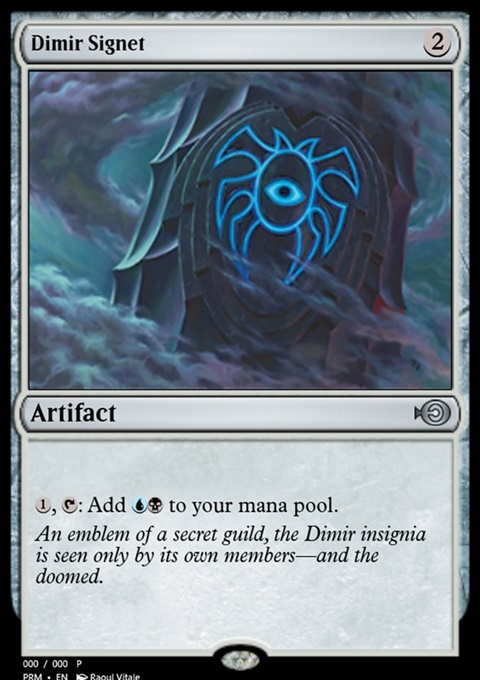 Dimir Signet 2
Artifact
1, : Add to your mana pool.
An emblem of a secret guild, the Dimir insignia
is seen only by its own members—and the
doomed.
000 / 000 P
PRM • EN Raoul Vitale